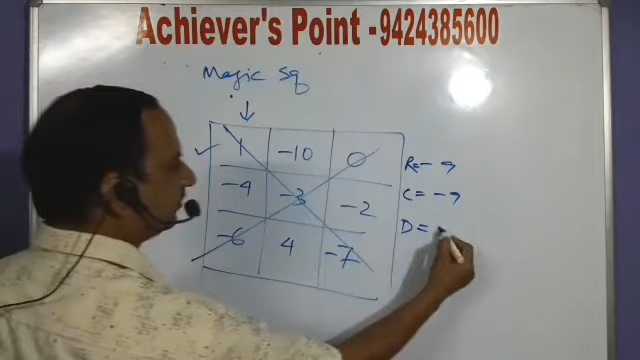 Achiever's Point -9424385600
Magic Sq
1 -10 0
-4 -3 -2
-6 4 -7
R=-9
C=-9
D=